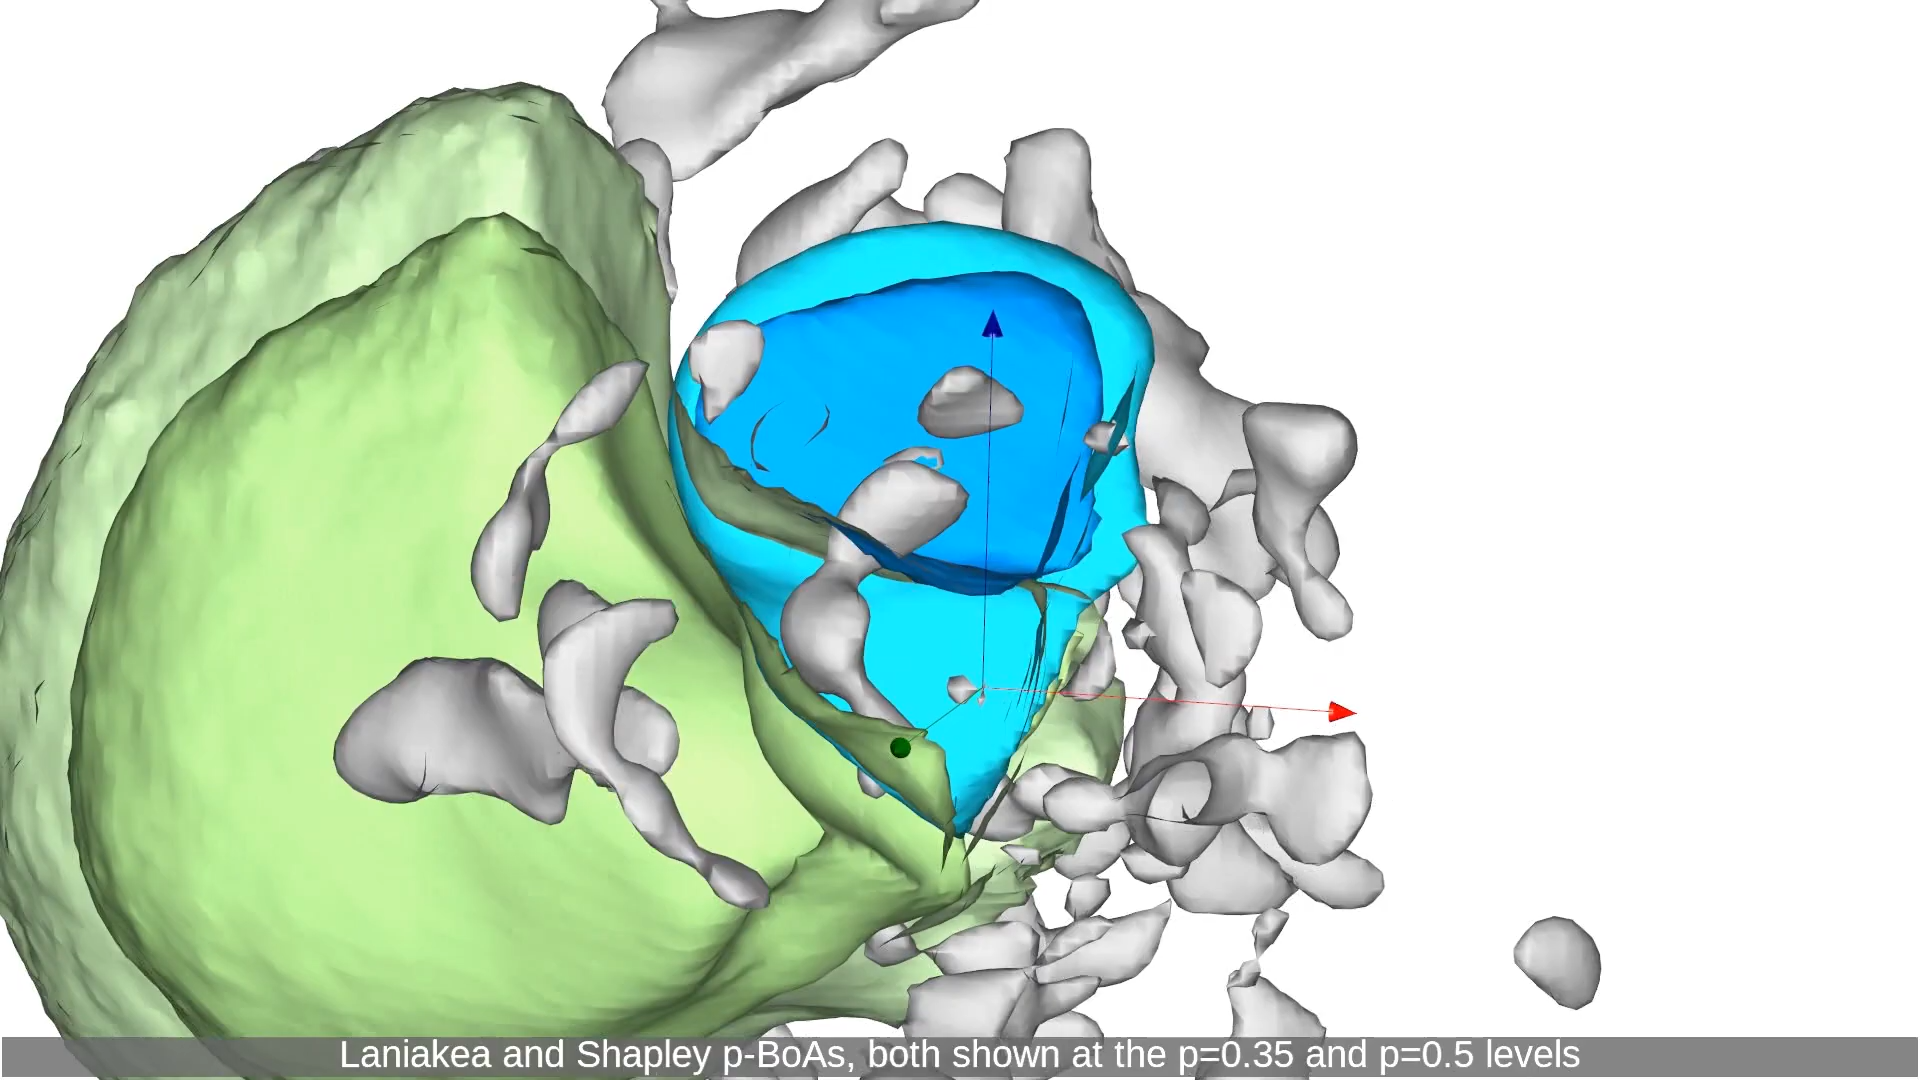 Laniakea and Shapley p-BoAs, both shown at the p=0.35 and p=0.5 levels